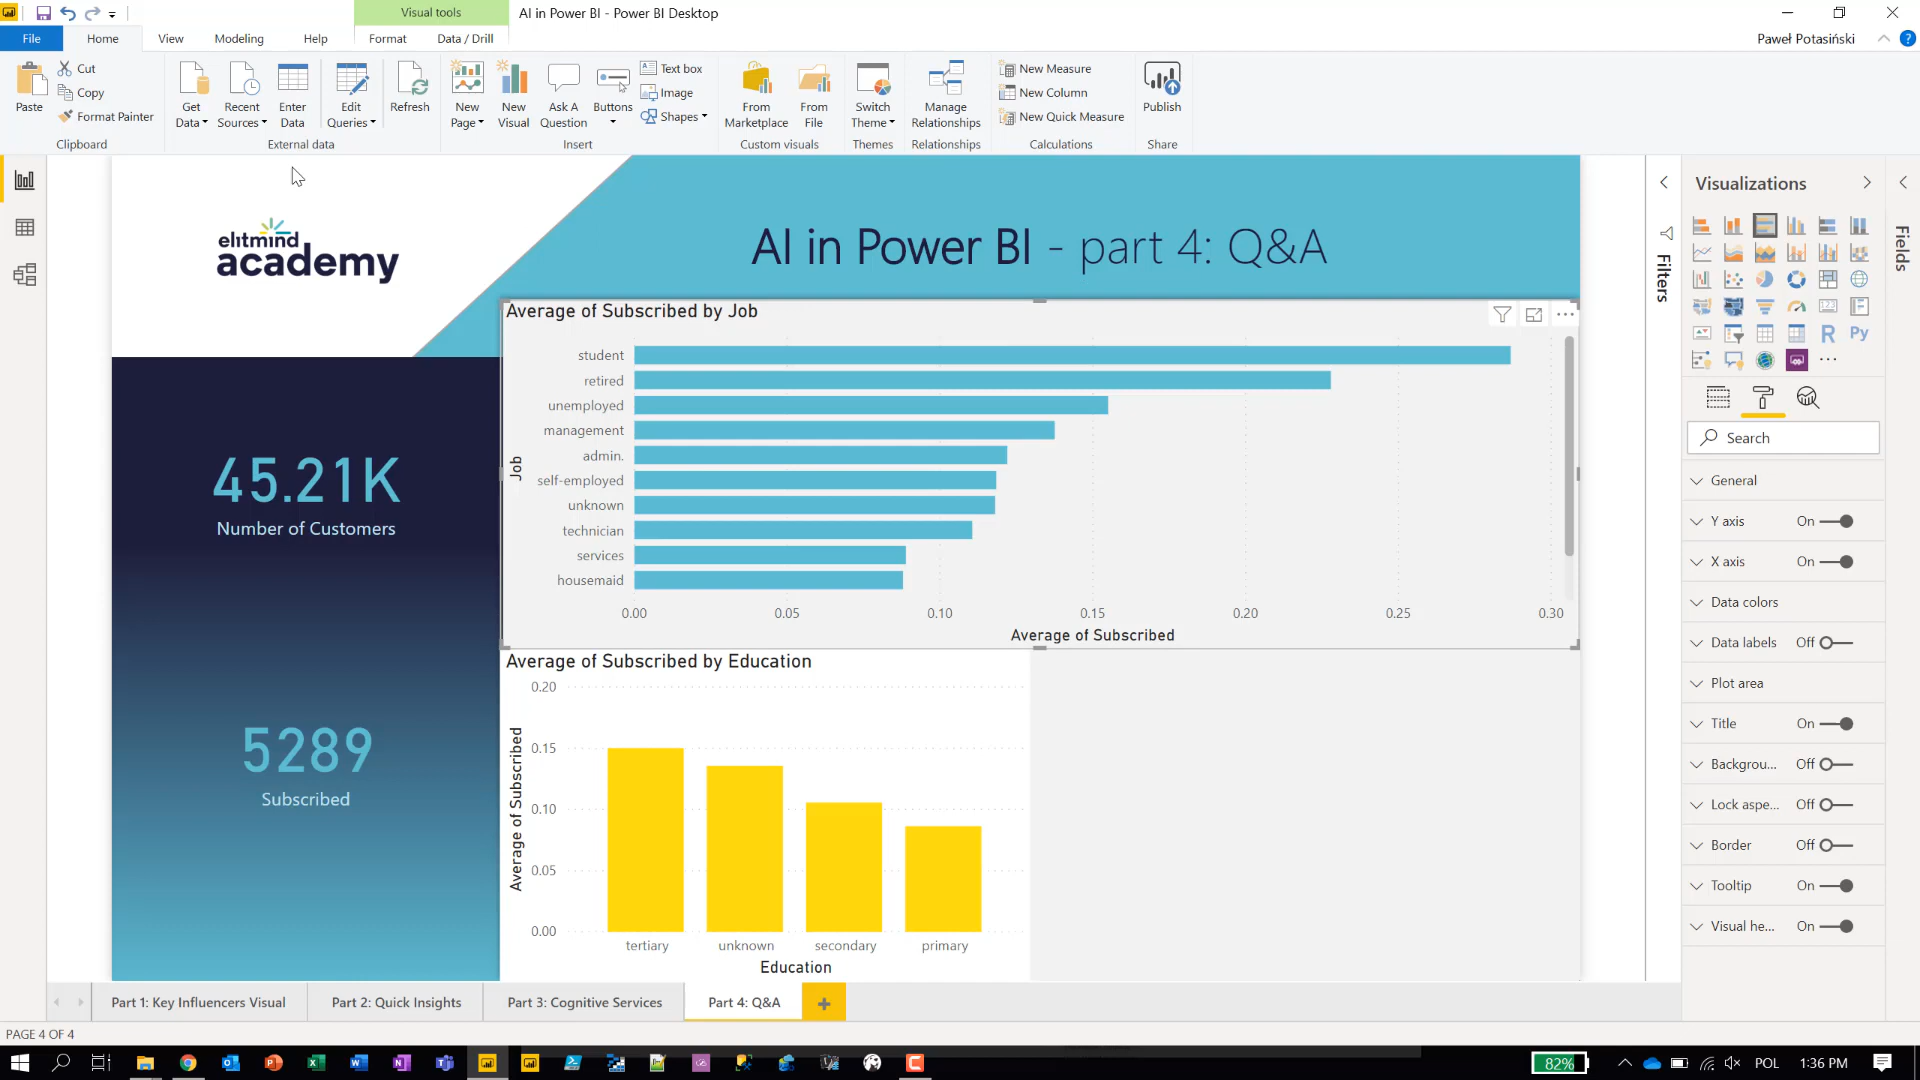 Visual tools
AI in Power BI - Power BI Desktop
File
Home
View
Modeling
Help
Format
Data / Drill
Paweł Potasiński
Paste
Cut
Copy
Format Painter
Clipboard
Get Data
Recent Sources
Enter Data
Edit Queries
Refresh
External data
New Page
New Visual
Ask A Question
Buttons
Text box
Image
Shapes
Insert
From Marketplace
From File
Custom visuals
Switch Theme
Themes
Manage Relationships
Relationships
New Measure
New Column
New Quick Measure
Calculations
Publish
Share
elitmind
academy
AI in Power BI - part 4: Q&A
45.21K
Number of Customers
5289
Subscribed
Average of Subscribed by Job
Job
student
retired
unemployed
management
admin.
self-employed
unknown
technician
services
housemaid
0.00 0.05 0.10 0.15 0.20 0.25 0.30
Average of Subscribed
Average of Subscribed by Education
Average of Subscribed
0.20
0.15
0.10
0.05
0.00
tertiary unknown secondary primary
Education
Filters
Visualizations
R
Py
Search
General
Y axis On
X axis On
Data colors
Data labels Off
Plot area
Title On
Backgrou... Off
Lock aspe... Off
Border Off
Tooltip On
Visual he... On
Fields
Part 1: Key Influencers Visual
Part 2: Quick Insights
Part 3: Cognitive Services
Part 4: Q&A
PAGE 4 OF 4
82%
POL
1:36 PM